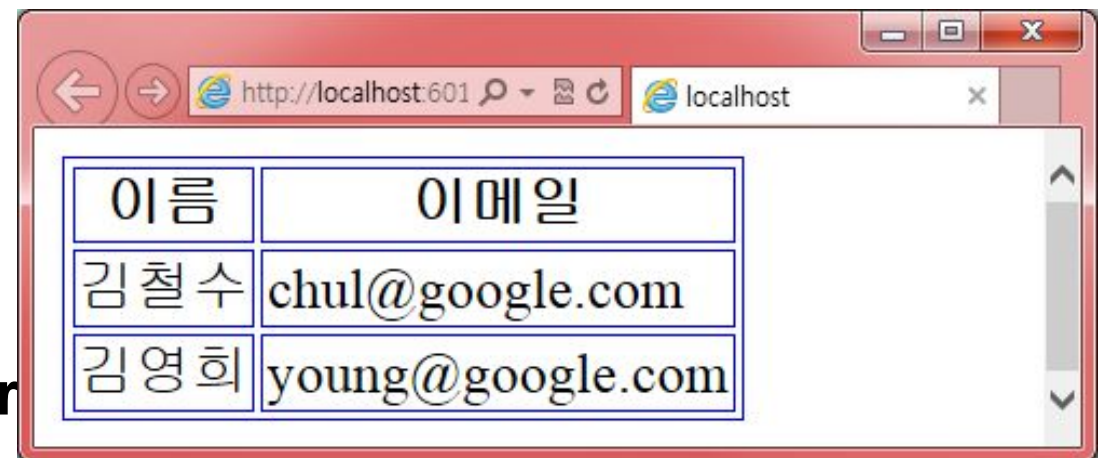 http://localhost:601
localhost
이름 이메일
김철수 chul@google.com
김영희 young@google.com
r